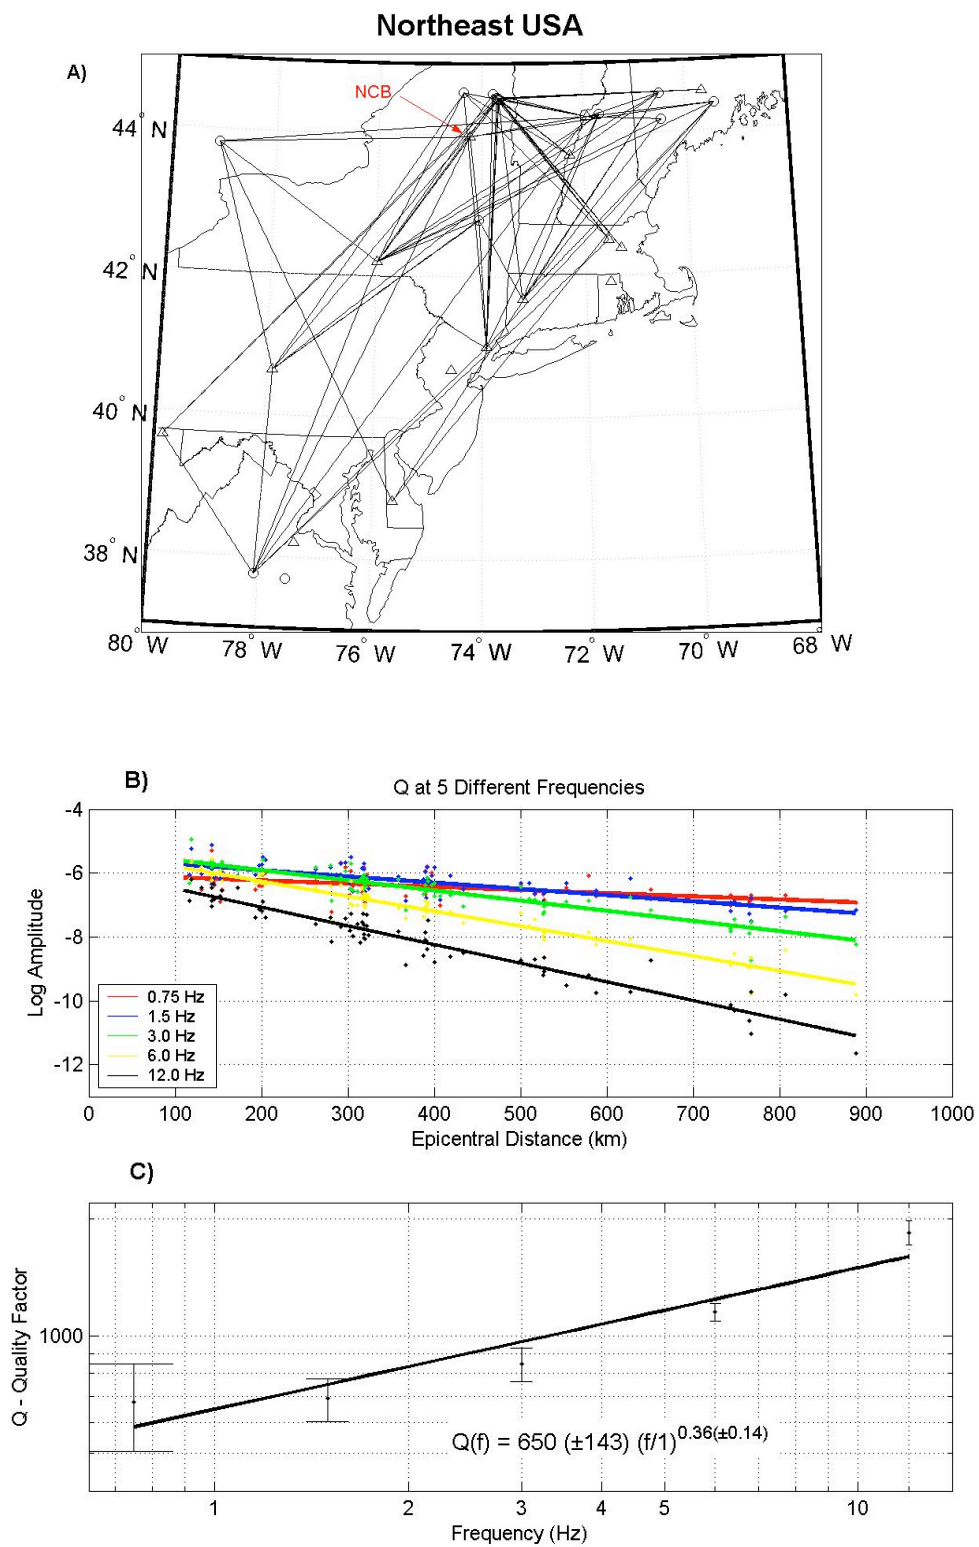 Northeast USA
A)
NCB
44° N
42° N
40° N
38° N
80° W 78° W 76° W 74° W 72° W 70° W 68° W
B)
Q at 5 Different Frequencies
Log Amplitude
-4
-6
-8
-10
-12
0.75 Hz
1.5 Hz
3.0 Hz
6.0 Hz
12.0 Hz
0 100 200 300 400 500 600 700 800 900 1000
Epicentral Distance (km)
C)
Q - Quality Factor
1000
Q(f) = 650 (±143) (f/1)^0.36(±0.14)
1 2 3 4 5 10
Frequency (Hz)